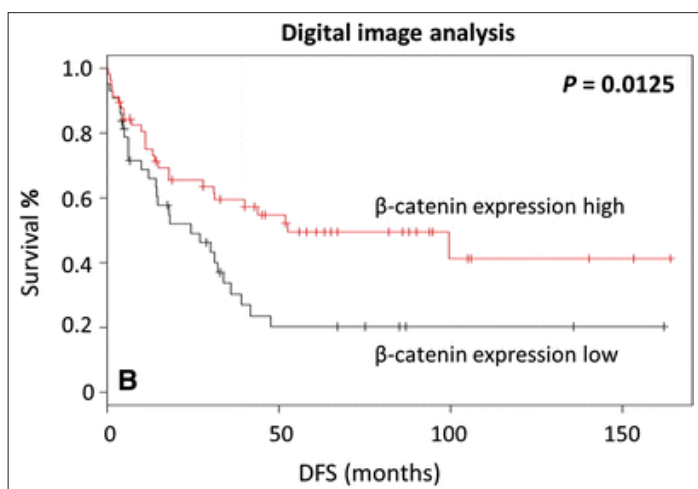 Digital image analysis
P = 0.0125
1.0
0.8
0.6
0.4
0.2
0
Survival %
β-catenin expression high
β-catenin expression low
B
0 50 100 150
DFS (months)